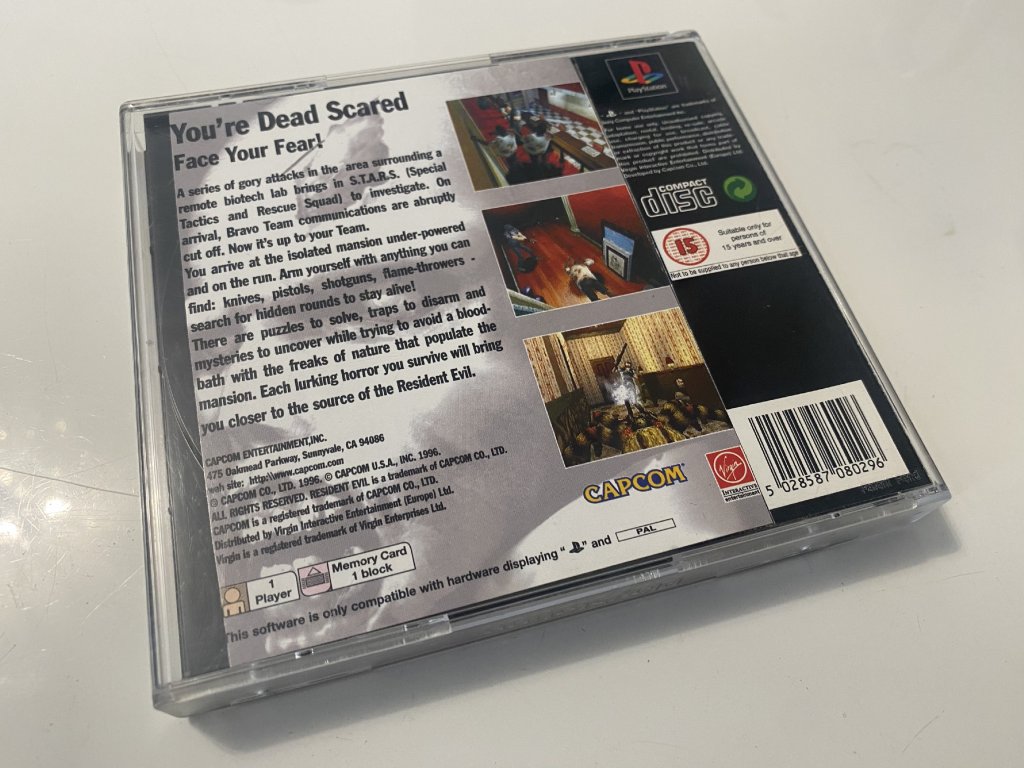 You're Dead Scared
Face Your Fear!
A series of gory attacks in the area surrounding a
remote biotech lab brings in S.T.A.R.S. (Special
Tactics and Rescue Squad) to investigate. On
arrival, Bravo Team communications are abruptly
cut off. Now it's up to your Team.
You arrive at the isolated mansion under-powered
and on the run. Arm yourself with anything you can
find: knives, pistols, shotguns, flame-throwers -
search for hidden rounds to stay alive!
There are puzzles to solve, traps to disarm and
mysteries to uncover while trying to avoid a blood-
bath with the freaks of nature that populate the
mansion. Each lurking horror you survive will bring
you closer to the source of the Resident Evil.
CAPCOM ENTERTAINMENT,INC.
475 Oakmead Parkway, Sunnyvale, CA 94086
web site: http:\\www.capcom.com
© CAPCOM CO., LTD. 1996. © CAPCOM U.S.A., INC. 1996.
ALL RIGHTS RESERVED. RESIDENT EVIL is a trademark of CAPCOM CO., LTD.
CAPCOM is a registered trademark of CAPCOM CO., LTD.
Distributed by Virgin Interactive Entertainment (Europe) Ltd.
Virgin is a registered trademark of Virgin Enterprises Ltd.
1
Player
Memory Card
1 block
This software is only compatible with hardware displaying " " and PAL
CAPCOM
Virgin
INTERACTIVE
entertainment
PlayStation
and "PlayStation" are trademarks of
Developed by Capcom Co., Ltd
COMPACT
disc
15
Suitable only for
persons of
15 years and over
Not to be supplied to any person below that age
5 028587 080296